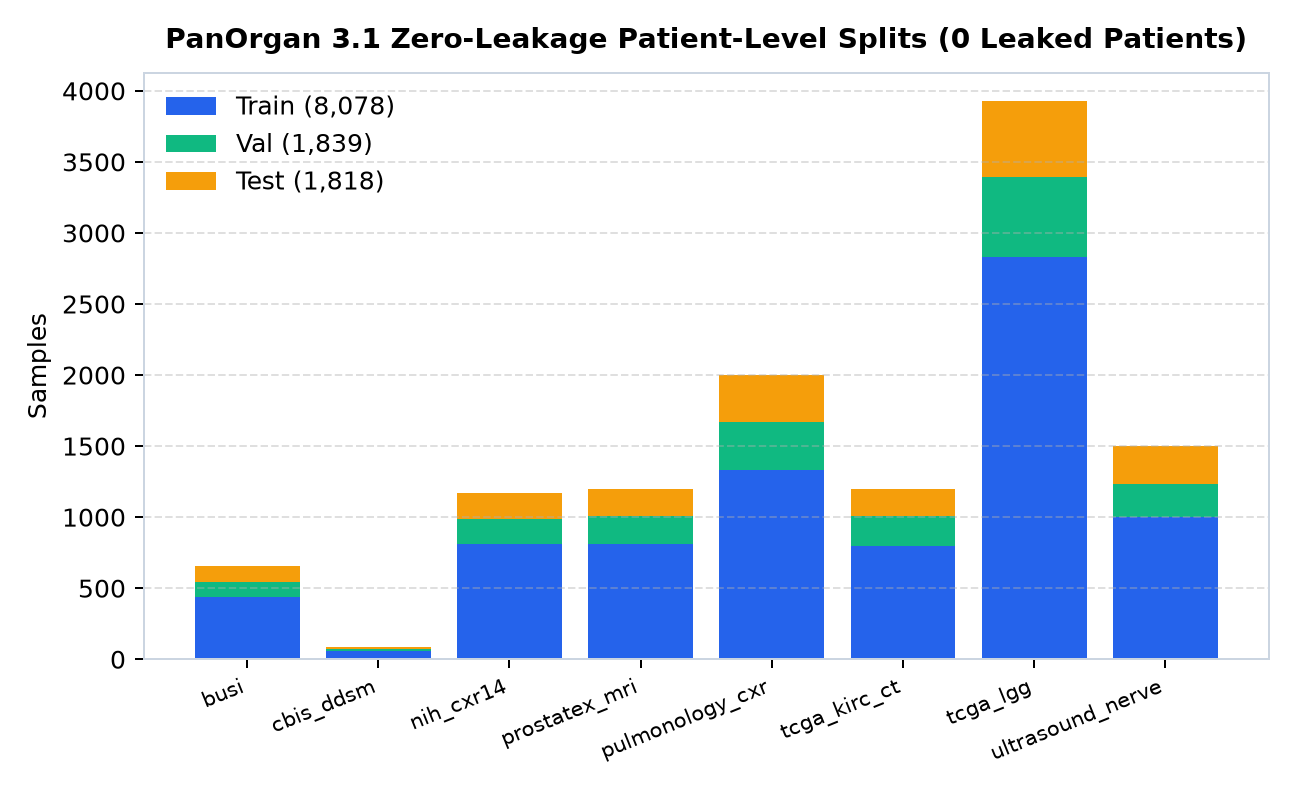 PanOrgan 3.1 Zero-Leakage Patient-Level Splits (0 Leaked Patients)
4000
3500
3000
2500
2000
1500
1000
500
0
Samples
Train (8,078)
Val (1,839)
Test (1,818)
busi
cbis_ddsm
nih_cxr14
prostatex_mri
pulmonology_cxr
tcga_kirc_ct
tcga_lgg
ultrasound_nerve